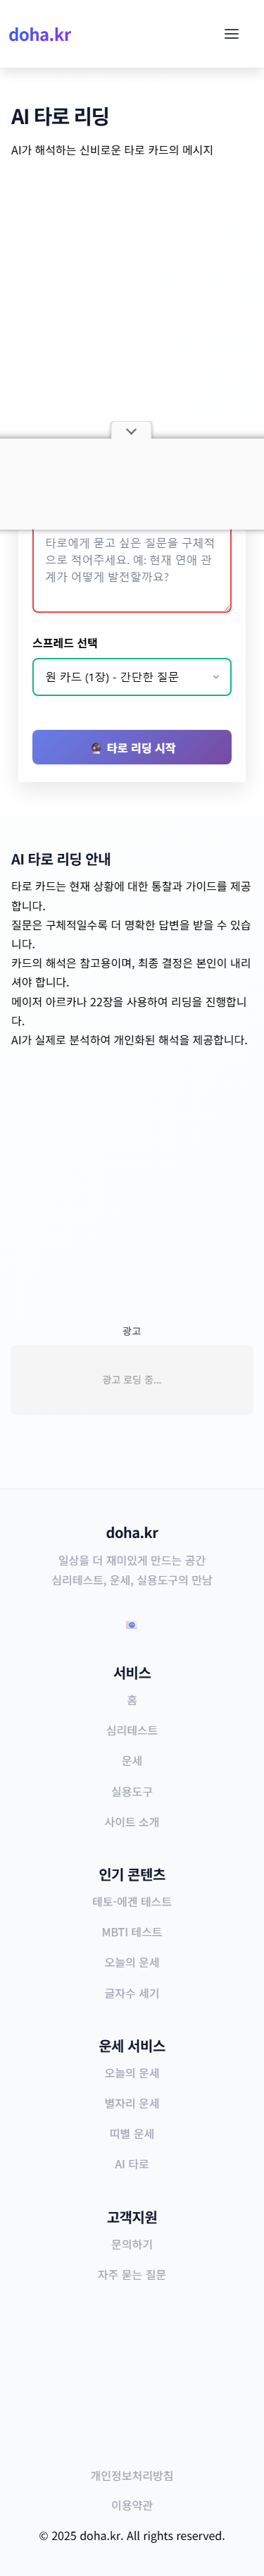 doha.kr
AI 타로 리딩
AI가 해석하는 신비로운 타로 카드의 메시지
타로에게 묻고 싶은 질문을 구체적
으로 적어주세요. 예: 현재 연애 관
계가 어떻게 발전할까요?
스프레드 선택
원 카드 (1장) - 간단한 질문
타로 리딩 시작
AI 타로 리딩 안내
타로 카드는 현재 상황에 대한 통찰과 가이드를 제공
합니다.
질문은 구체적일수록 더 명확한 답변을 받을 수 있습
니다.
카드의 해석은 참고용이며, 최종 결정은 본인이 내리
셔야 합니다.
메이저 아르카나 22장을 사용하여 리딩을 진행합니
다.
AI가 실제로 분석하여 개인화된 해석을 제공합니다.
광고
광고 로딩 중...
doha.kr
일상을 더 재미있게 만드는 공간
심리테스트, 운세, 실용도구의 만남
서비스
홈
심리테스트
운세
실용도구
사이트 소개
인기 콘텐츠
테토-에겐 테스트
MBTI 테스트
오늘의 운세
글자수 세기
운세 서비스
오늘의 운세
별자리 운세
띠별 운세
AI 타로
고객지원
문의하기
자주 묻는 질문
개인정보처리방침
이용약관
© 2025 doha.kr. All rights reserved.